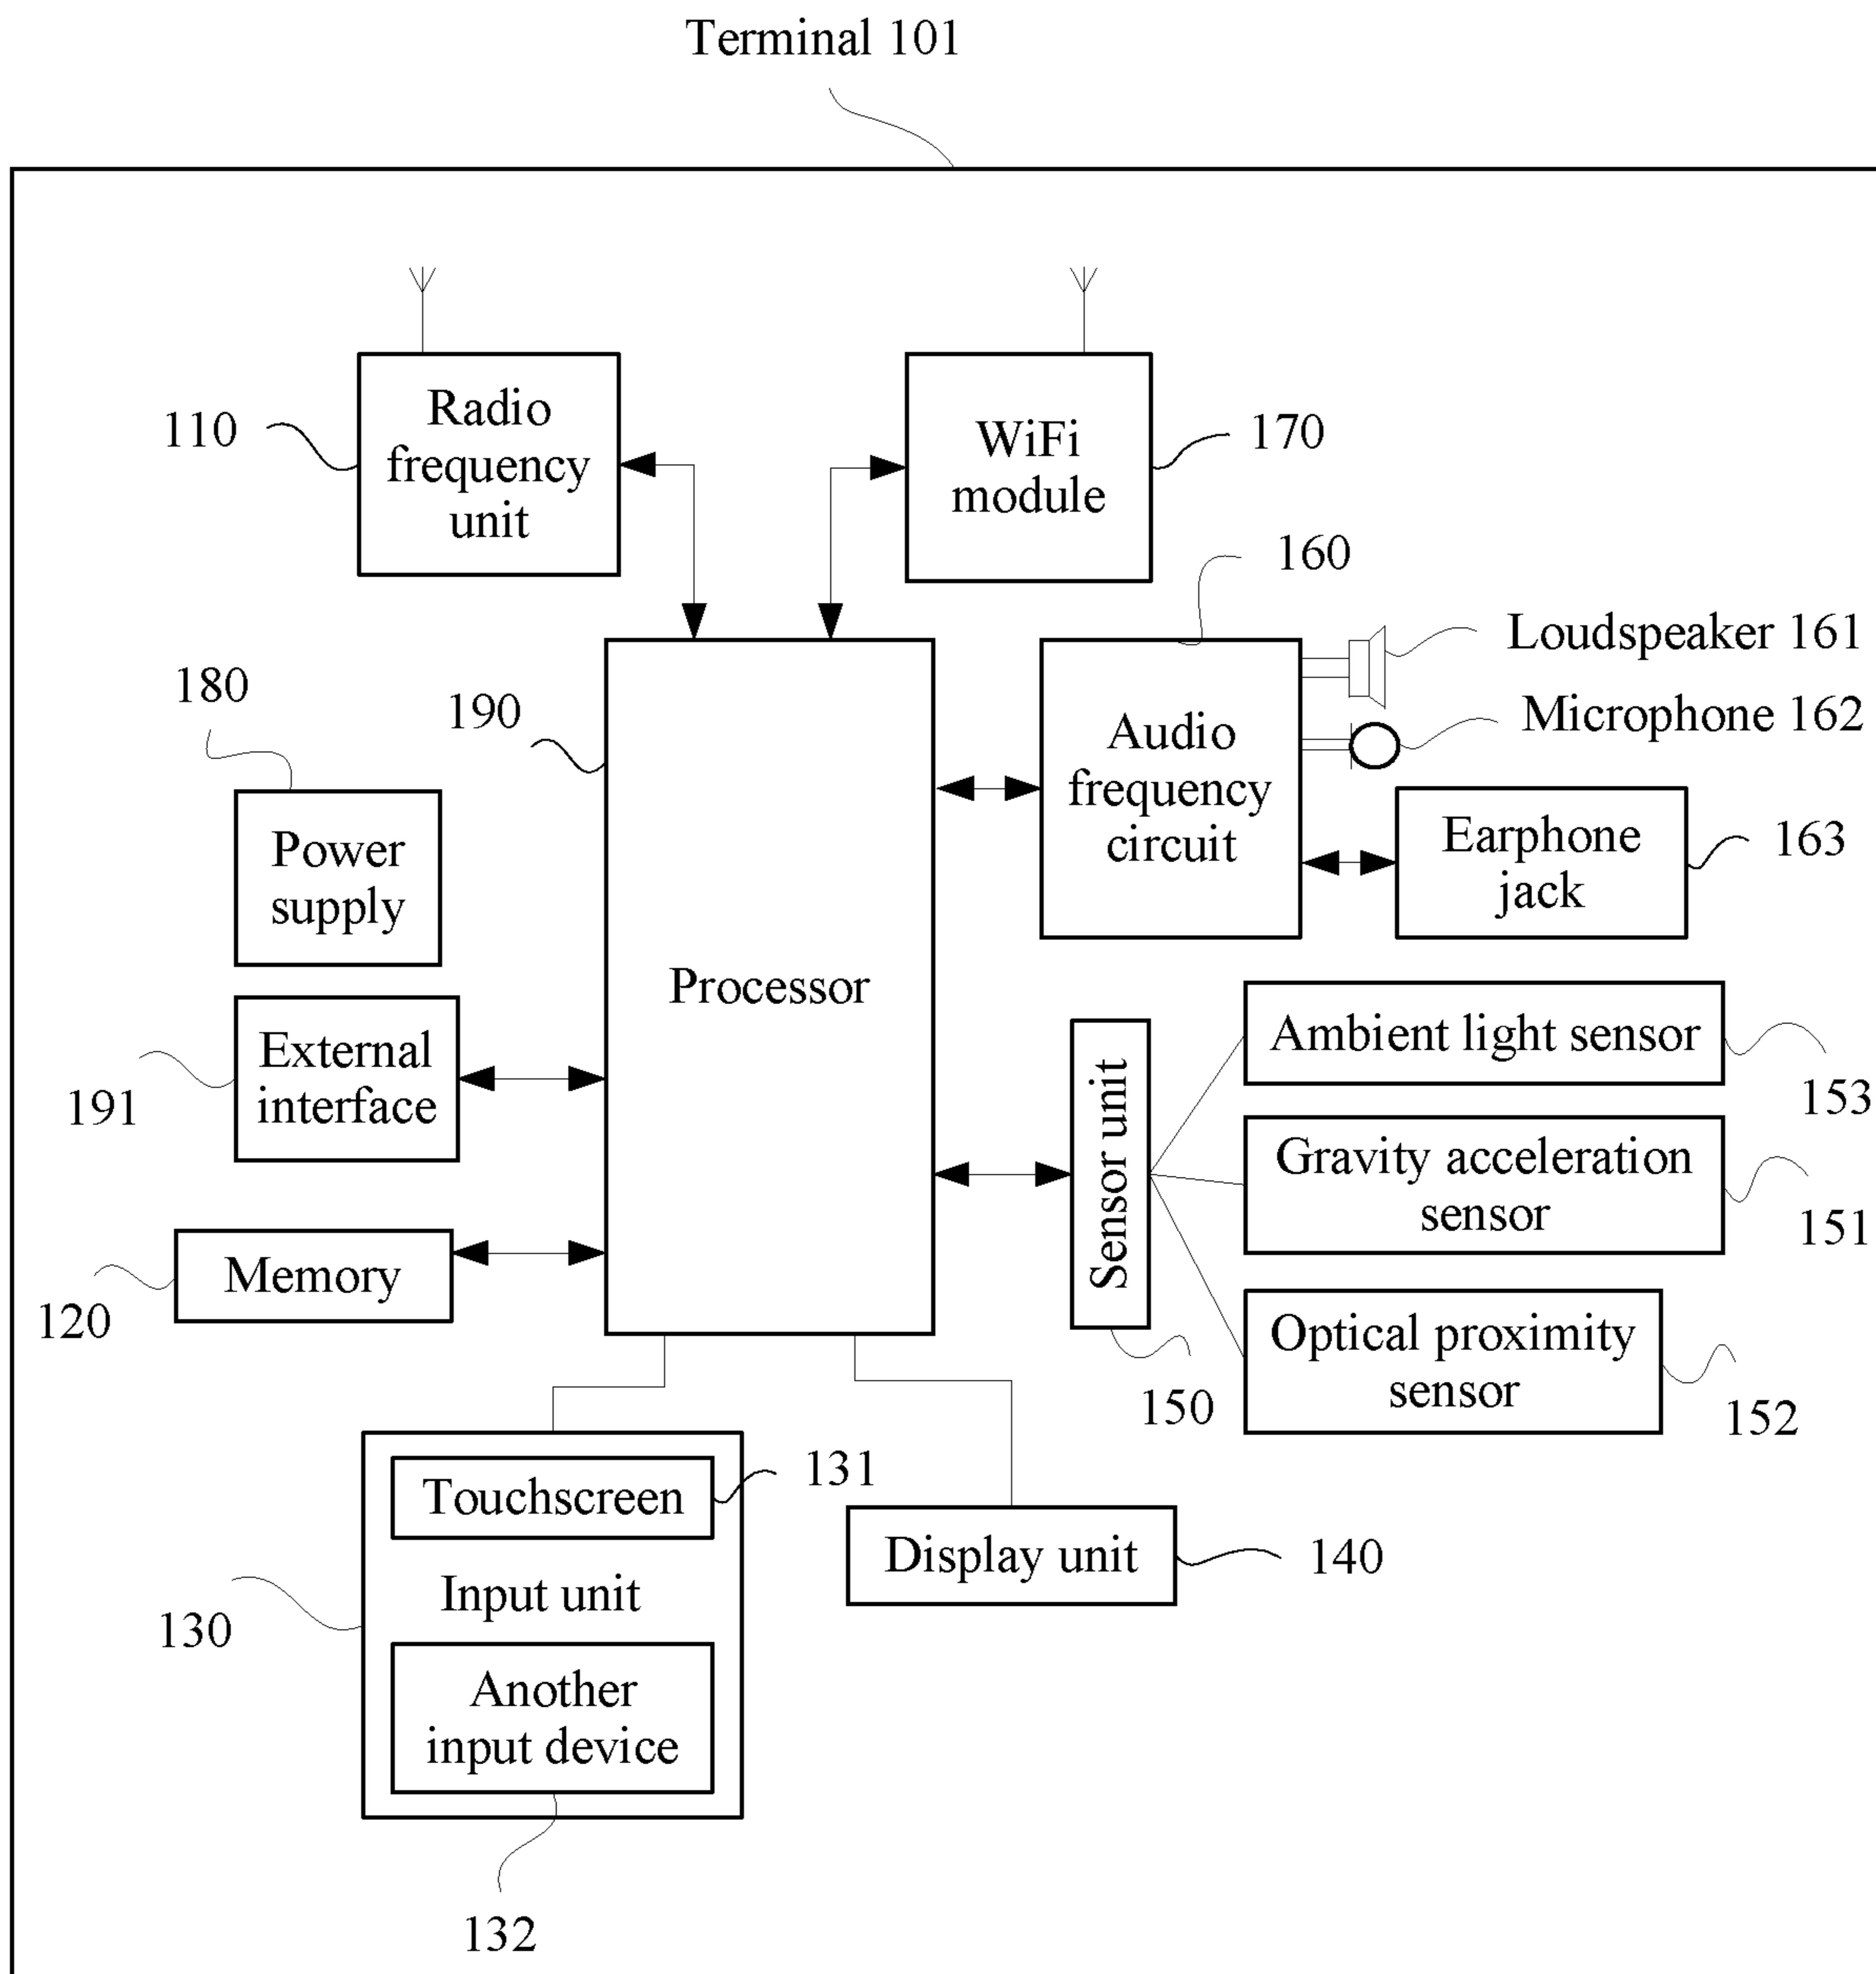 Terminal 101
Radio
frequency
unit
110
WiFi
module
170
160
Loudspeaker 161
Microphone 162
180
190
Audio
frequency
circuit
Power
supply
Earphone
jack
163
Processor
External
interface
191
Sensor unit
Ambient light sensor
153
Gravity acceleration
sensor
151
Memory
120
Optical proximity
sensor
150
152
Touchscreen
131
Input unit
130
Display unit
140
Another
input device
132